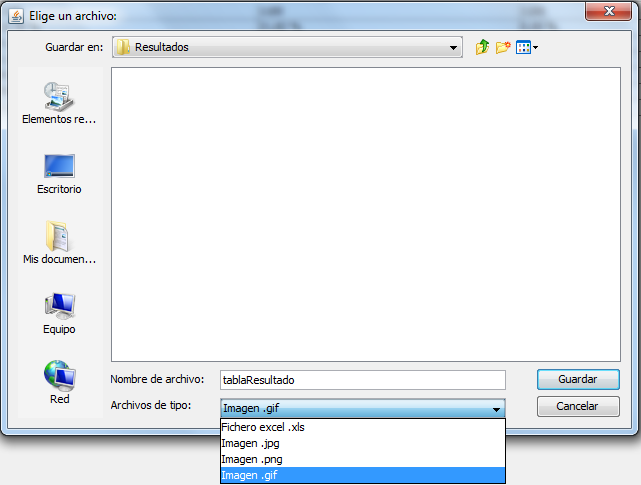 Elige un archivo:
Guardar en: Resultados
Elementos re...
Escritorio
Mis documen...
Equipo
Red
Nombre de archivo: tablaResultado Guardar
Archivos de tipo: Imagen .gif Cancelar
Fichero excel .xls
Imagen .jpg
Imagen .png
Imagen .gif